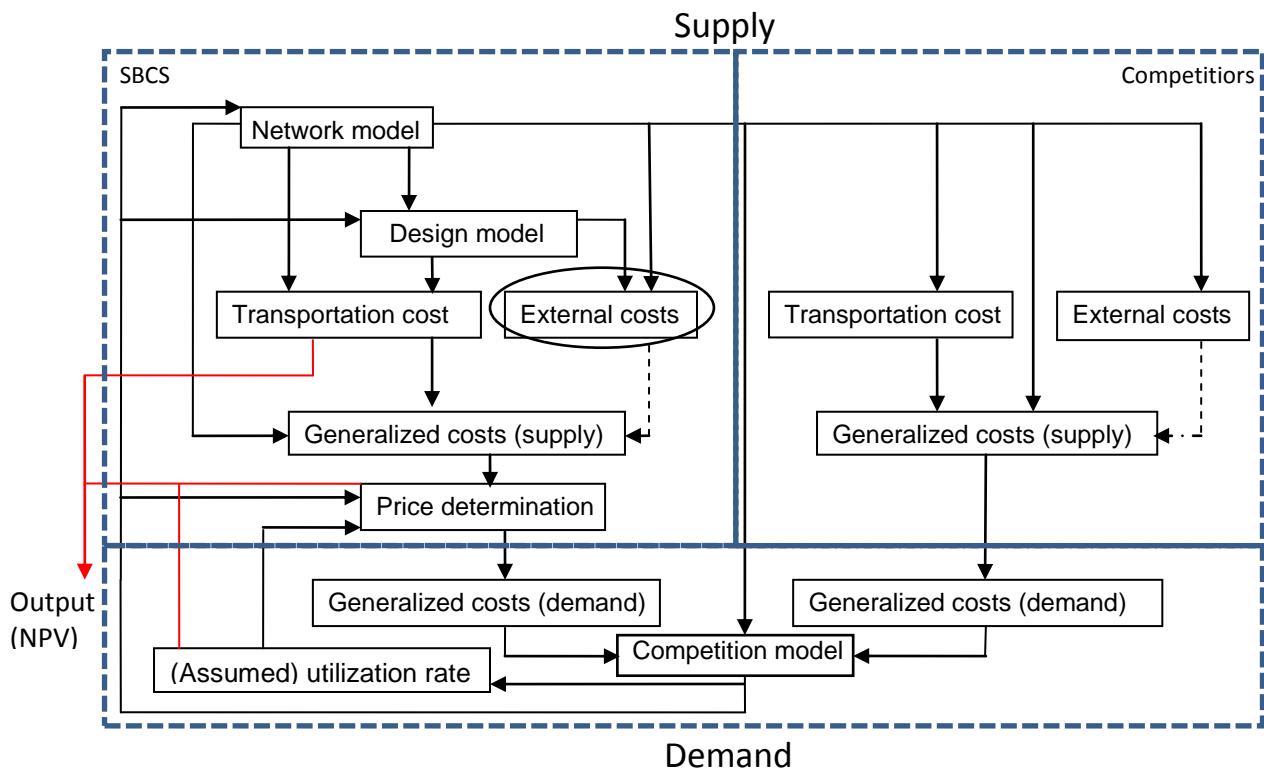 Supply
SBCS
Competitiors
Network model
Design model
Transportation cost
External costs
Transportation cost
External costs
Generalized costs (supply)
Generalized costs (supply)
Price determination
Output
(NPV)
Generalized costs (demand)
Generalized costs (demand)
Competition model
(Assumed) utilization rate
Demand